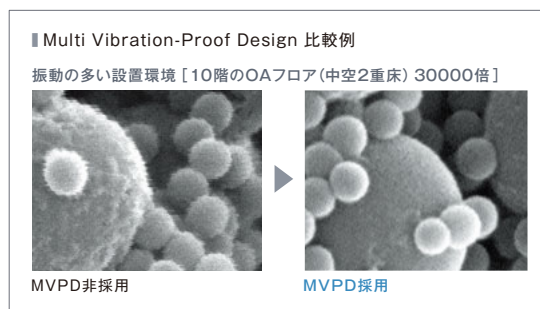 Multi Vibration-Proof Design 比較例
振動の多い設置環境［10階のOAフロア（中空2重床）30000倍］
MVPD非採用
MVPD採用